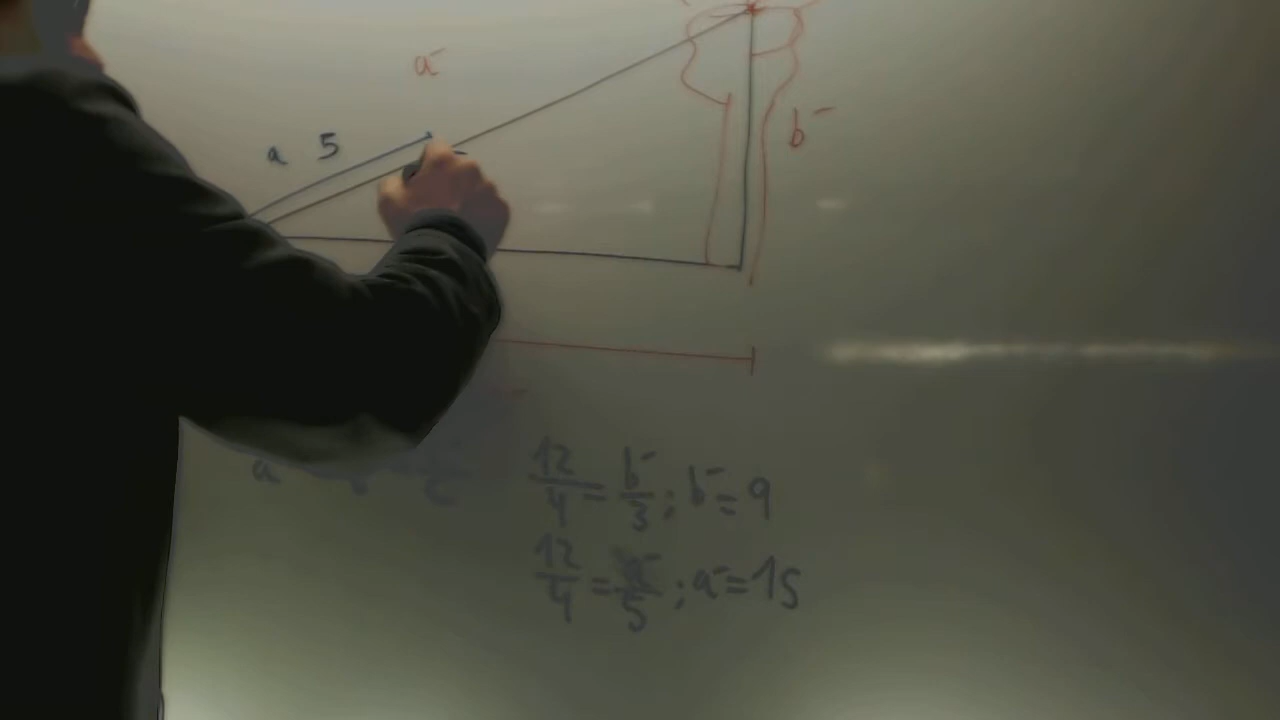 a⁻
a 5
b⁻
a
12/4 = b⁻/3 ; b⁻ = 9
12/4 = a⁻/5 ; a⁻ = 15